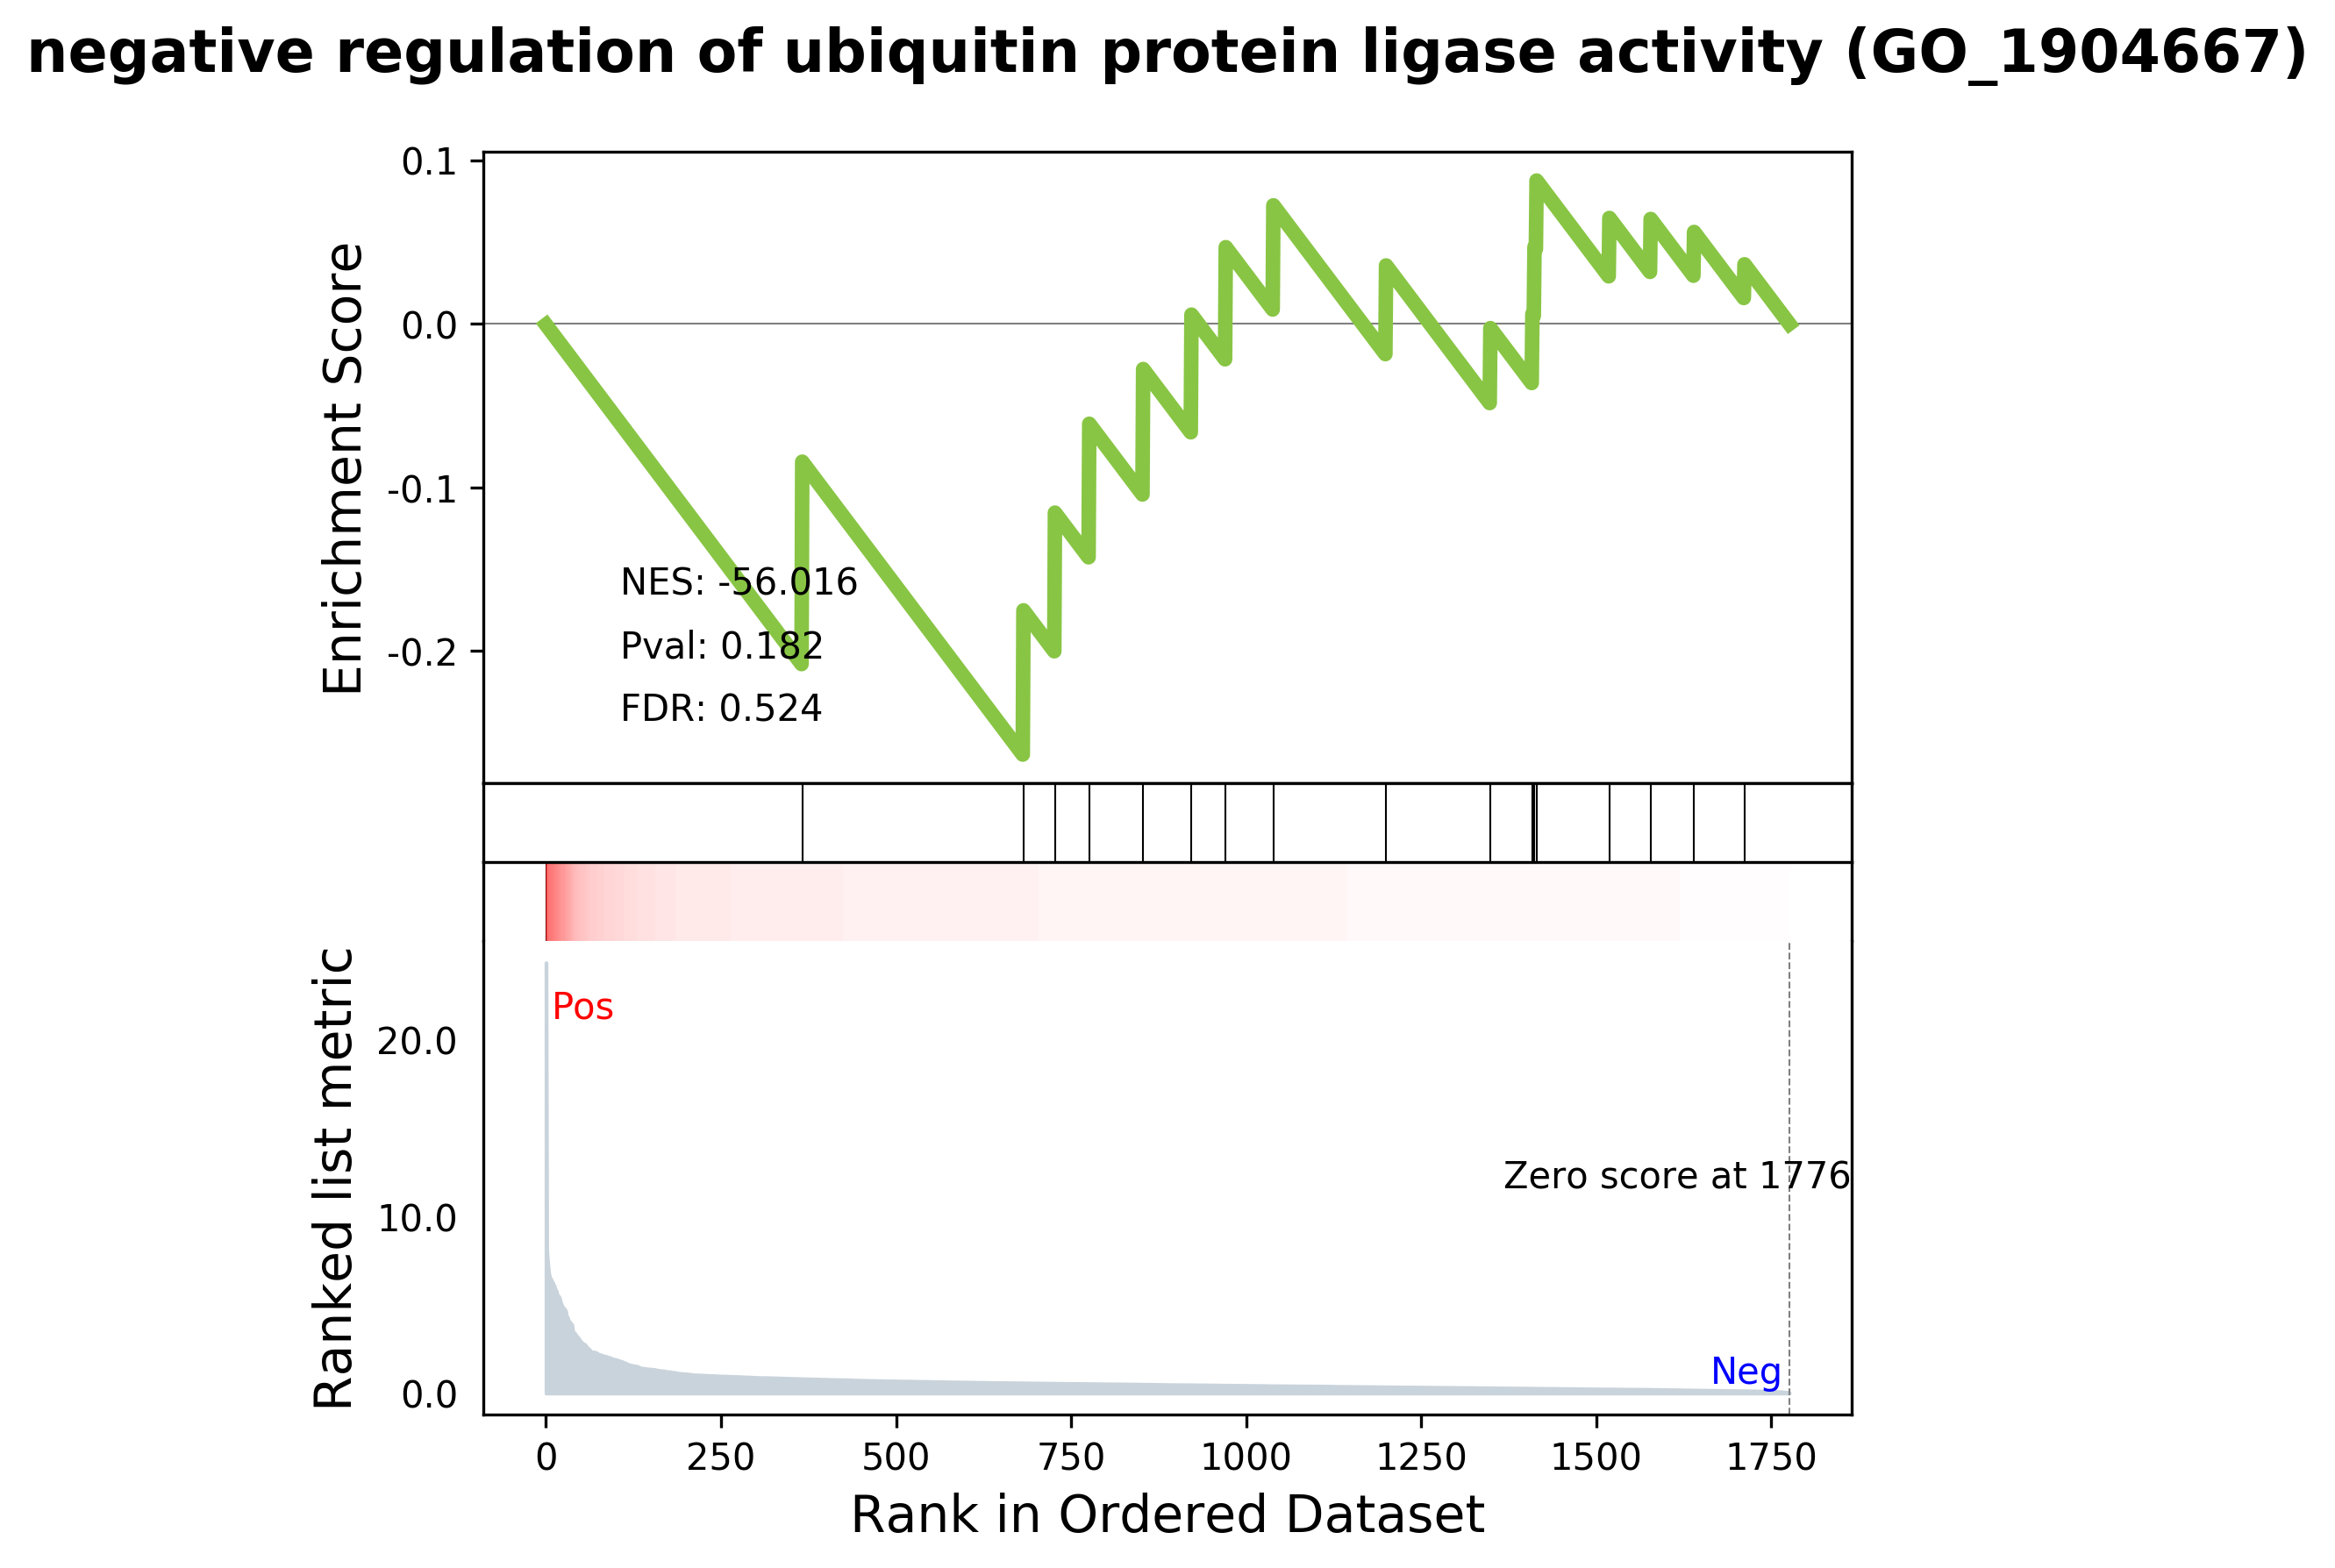 negative regulation of ubiquitin protein ligase activity (GO_1904667)
0.1
0.0
-0.1
-0.2
Enrichment Score
NES: -56.016
Pval: 0.182
FDR: 0.524
Ranked list metric
20.0
10.0
0.0
Pos
Zero score at 1776
Neg
0 250 500 750 1000 1250 1500 1750
Rank in Ordered Dataset